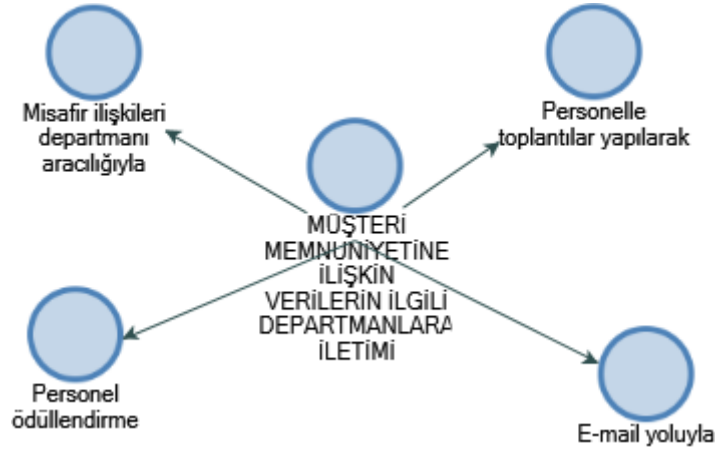 Misafir ilişkileri
departmanı
aracılığıyla
Personelle
toplantılar yapılarak
MÜŞTERİ
MEMNUNİYETİNE
İLİŞKİN
VERİLERİN İLGİLİ
DEPARTMANLARA
İLETİMİ
Personel
ödüllendirme
E-mail yoluyla